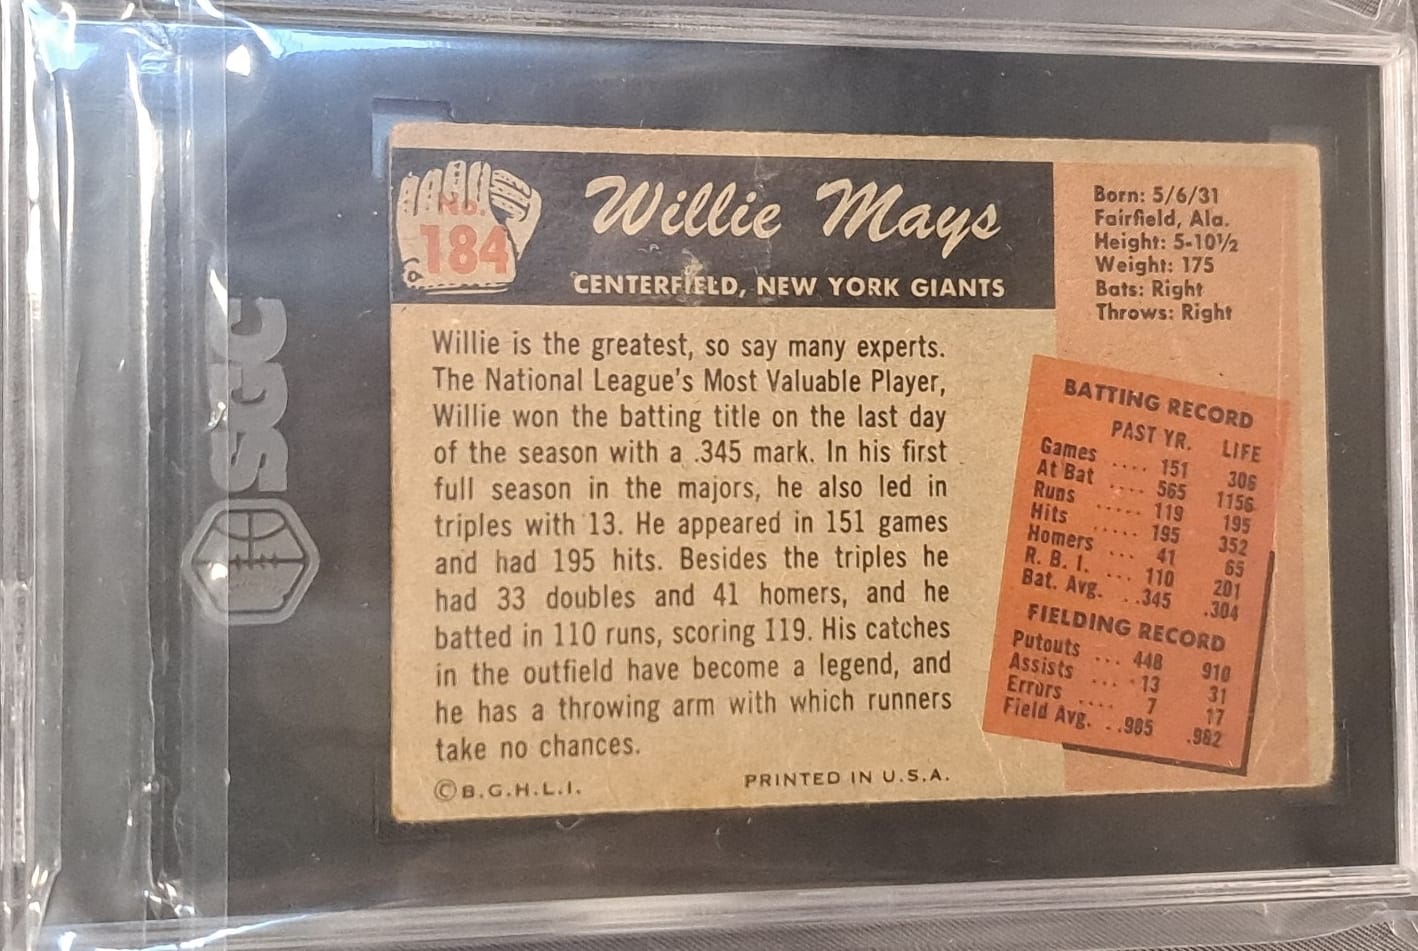 SGC
No.
184
Willie Mays
CENTERFIELD, NEW YORK GIANTS
Born: 5/6/31
Fairfield, Ala.
Height: 5-10½
Weight: 175
Bats: Right
Throws: Right
Willie is the greatest, so say many experts.
The National League's Most Valuable Player,
Willie won the batting title on the last day
of the season with a .345 mark. In his first
full season in the majors, he also led in
triples with 13. He appeared in 151 games
and had 195 hits. Besides the triples he
had 33 doubles and 41 homers, and he
batted in 110 runs, scoring 119. His catches
in the outfield have become a legend, and
he has a throwing arm with which runners
take no chances.
©B.G.H.L.I.
PRINTED IN U.S.A.
BATTING RECORD
PAST YR. LIFE
Games .... 151 306
At Bat .... 565 1156
Runs ..... 119 195
Hits ..... 195 352
Homers ... 41 65
R. B. I. ... 110 201
Bat. Avg. ..345 .304
FIELDING RECORD
Putouts ... 448 910
Assists .... 13 31
Errors .... 7 17
Field Avg. ..985 .982